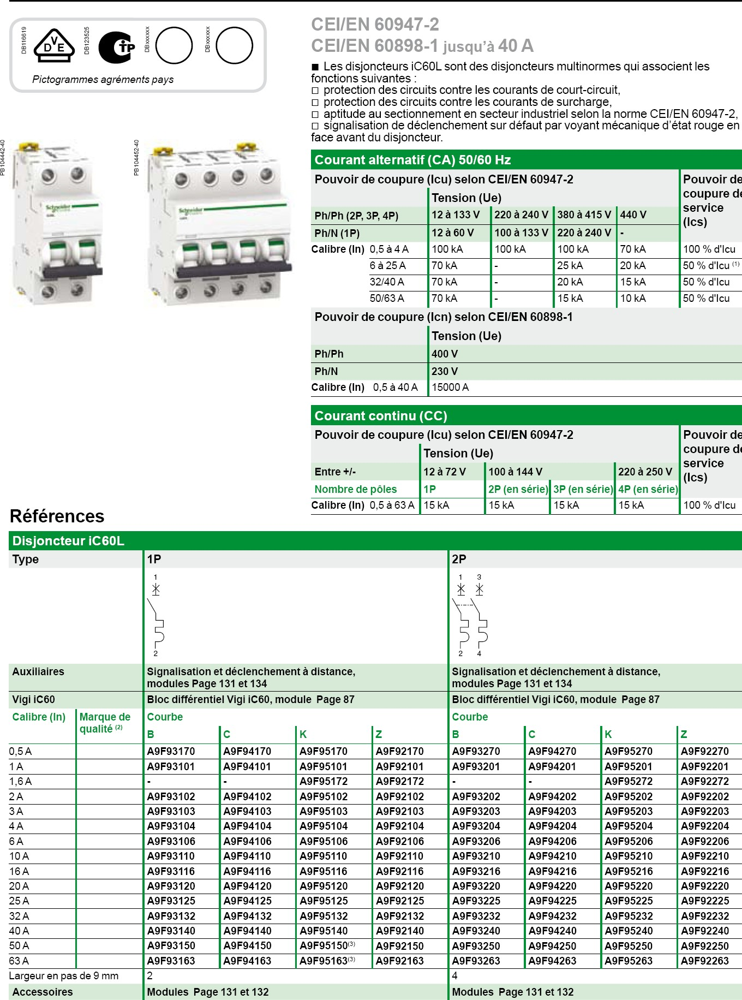 DB116619
DVE
DB123525
TP
DBxxxxxx
DBxxxxxx
Pictogrammes agréments pays
CEI/EN 60947-2
CEI/EN 60898-1 jusqu'à 40 A
■ Les disjoncteurs iC60L sont des disjoncteurs multinormes qui associent les
fonctions suivantes :
□ protection des circuits contre les courants de court-circuit,
□ protection des circuits contre les courants de surcharge,
□ aptitude au sectionnement en secteur industriel selon la norme CEI/EN 60947-2,
□ signalisation de déclenchement sur défaut par voyant mécanique d'état rouge en
face avant du disjoncteur.
PB104442-40
PB104452-40
Schneider
Schneider
Courant alternatif (CA) 50/60 Hz
Pouvoir de coupure (Icu) selon CEI/EN 60947-2
Pouvoir de
coupure de
service
(Ics)
Tension (Ue)
Ph/Ph (2P, 3P, 4P) 12 à 133 V 220 à 240 V 380 à 415 V 440 V
Ph/N (1P) 12 à 60 V 100 à 133 V 220 à 240 V -
Calibre (In) 0,5 à 4 A 100 kA 100 kA 100 kA 70 kA 100 % d'Icu
6 à 25 A 70 kA - 25 kA 20 kA 50 % d'Icu (1)
32/40 A 70 kA - 20 kA 15 kA 50 % d'Icu
50/63 A 70 kA - 15 kA 10 kA 50 % d'Icu
Pouvoir de coupure (Icn) selon CEI/EN 60898-1
Tension (Ue)
Ph/Ph 400 V
Ph/N 230 V
Calibre (In) 0,5 à 40 A 15000 A
Courant continu (CC)
Pouvoir de coupure (Icu) selon CEI/EN 60947-2
Pouvoir de
coupure de
service
(Ics)
Tension (Ue)
Entre +/- 12 à 72 V 100 à 144 V 220 à 250 V
Nombre de pôles 1P 2P (en série) 3P (en série) 4P (en série)
Calibre (In) 0,5 à 63 A 15 kA 15 kA 15 kA 15 kA 100 % d'Icu
Références
Disjoncteur iC60L
Type 1P 2P
1 1 3
2 2 4
Auxiliaires Signalisation et déclenchement à distance, Signalisation et déclenchement à distance,
modules Page 131 et 134 modules Page 131 et 134
Vigi iC60 Bloc différentiel Vigi iC60, module Page 87 Bloc différentiel Vigi iC60, module Page 87
Calibre (In) Marque de Courbe Courbe
qualité (2) B C K Z B C K Z
0,5 A A9F93170 A9F94170 A9F95170 A9F92170 A9F93270 A9F94270 A9F95270 A9F92270
1 A A9F93101 A9F94101 A9F95101 A9F92101 A9F93201 A9F94201 A9F95201 A9F92201
1,6 A - - A9F95172 A9F92172 - - A9F95272 A9F92272
2 A A9F93102 A9F94102 A9F95102 A9F92102 A9F93202 A9F94202 A9F95202 A9F92202
3 A A9F93103 A9F94103 A9F95103 A9F92103 A9F93203 A9F94203 A9F95203 A9F92203
4 A A9F93104 A9F94104 A9F95104 A9F92104 A9F93204 A9F94204 A9F95204 A9F92204
6 A A9F93106 A9F94106 A9F95106 A9F92106 A9F93206 A9F94206 A9F95206 A9F92206
10 A A9F93110 A9F94110 A9F95110 A9F92110 A9F93210 A9F94210 A9F95210 A9F92210
16 A A9F93116 A9F94116 A9F95116 A9F92116 A9F93216 A9F94216 A9F95216 A9F92216
20 A A9F93120 A9F94120 A9F95120 A9F92120 A9F93220 A9F94220 A9F95220 A9F92220
25 A A9F93125 A9F94125 A9F95125 A9F92125 A9F93225 A9F94225 A9F95225 A9F92225
32 A A9F93132 A9F94132 A9F95132 A9F92132 A9F93232 A9F94232 A9F95232 A9F92232
40 A A9F93140 A9F94140 A9F95140 A9F92140 A9F93240 A9F94240 A9F95240 A9F92240
50 A A9F93150 A9F94150 A9F95150(3) A9F92150 A9F93250 A9F94250 A9F95250 A9F92250
63 A A9F93163 A9F94163 A9F95163(3) A9F92163 A9F93263 A9F94263 A9F95263 A9F92263
Largeur en pas de 9 mm 2 4
Accessoires Modules Page 131 et 132 Modules Page 131 et 132